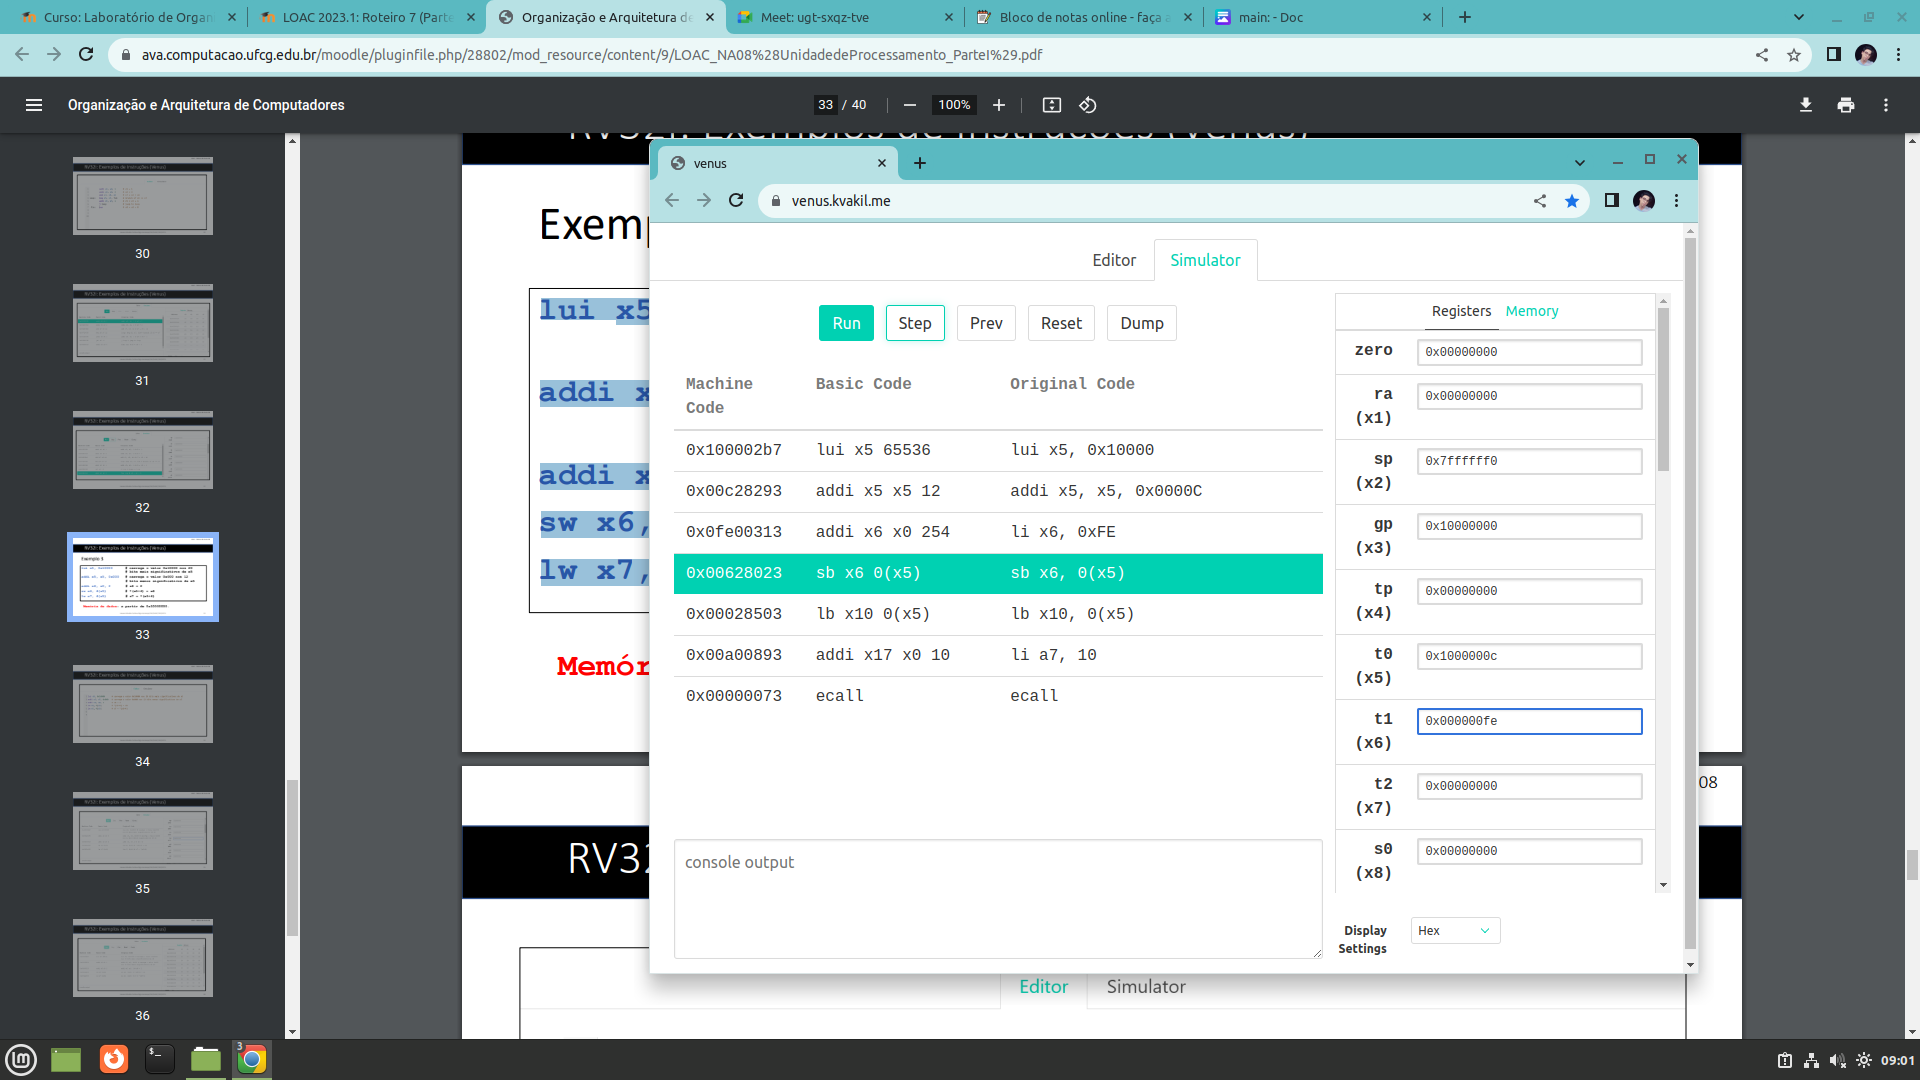 Curso: Laboratório de Organ
LOAC 2023.1: Roteiro 7 (Parte
Organização e Arquitetura de
Meet: ugt-sxqz-tve
Bloco de notas online - faça a
main: - Doc
ava.computacao.ufcg.edu.br/moodle/pluginfile.php/28802/mod_resource/content/9/LOAC_NA08%28UnidadedeProcessamento_ParteI%29.pdf
Organização e Arquitetura de Computadores
33 / 40
100%
30
31
32
33
34
35
36
RV32I: Exemplos de Instruções (Venus)
Exemp
lui x5
addi x
addi x
sw x6,
lw x7,
Memór
08
RV32
Editor
Simulator
venus
venus.kvakil.me
Editor
Simulator
Run
Step
Prev
Reset
Dump
Machine Code
Basic Code
Original Code
0x100002b7 lui x5 65536 lui x5, 0x10000
0x00c28293 addi x5 x5 12 addi x5, x5, 0x0000C
0x0fe00313 addi x6 x0 254 li x6, 0xFE
0x00628023 sb x6 0(x5) sb x6, 0(x5)
0x00028503 lb x10 0(x5) lb x10, 0(x5)
0x00a00893 addi x17 x0 10 li a7, 10
0x00000073 ecall ecall
console output
Registers
Memory
zero 0x00000000
ra (x1) 0x00000000
sp (x2) 0x7ffffff0
gp (x3) 0x10000000
tp (x4) 0x00000000
t0 (x5) 0x1000000c
t1 (x6) 0x000000fe
t2 (x7) 0x00000000
s0 (x8) 0x00000000
Display Settings
Hex
3
09:01